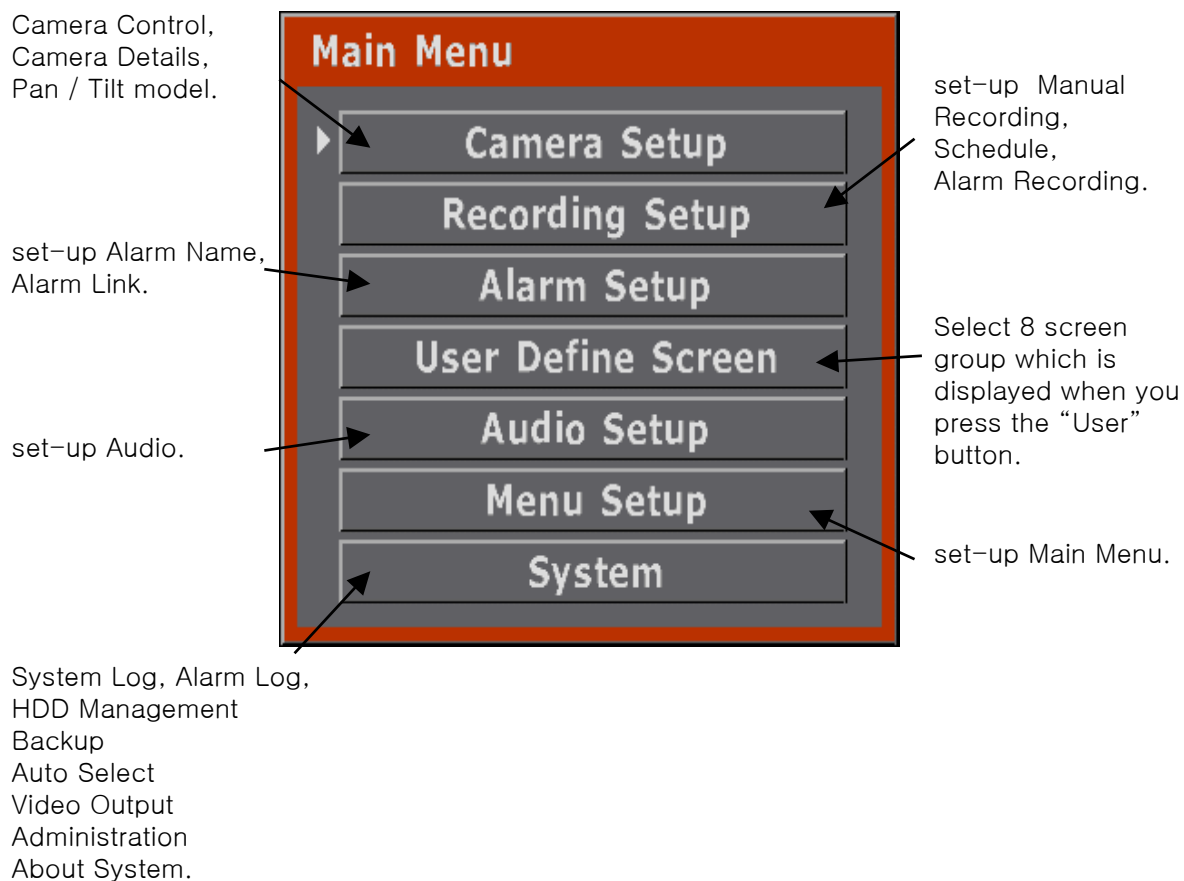 Camera Control,
Camera Details,
Pan / Tilt model.
Main Menu
Camera Setup
Recording Setup
Alarm Setup
User Define Screen
Audio Setup
Menu Setup
System
set-up  Manual
Recording,
Schedule,
Alarm Recording.
set-up Alarm Name,
Alarm Link.
Select 8 screen
group which is
displayed when you
press the “User”
button.
set-up Audio.
set-up Main Menu.
System Log, Alarm Log,
HDD Management
Backup
Auto Select
Video Output
Administration
About System.